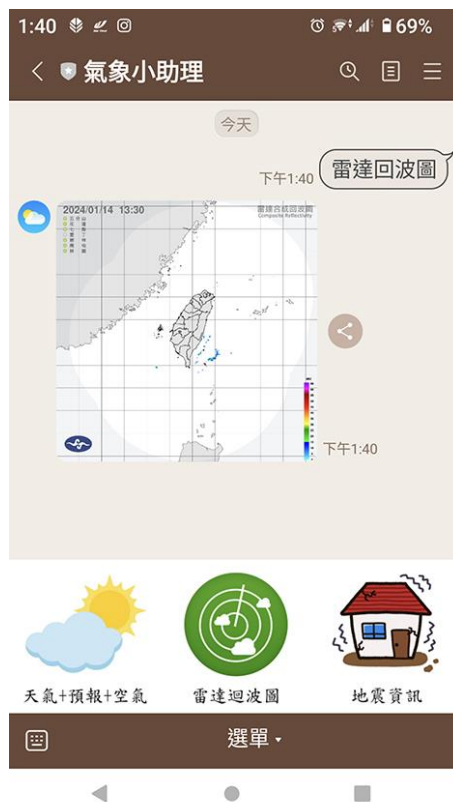 1:40
69%
氣象小助理
今天
下午1:40
雷達回波圖
2024/01/14 13:30
雷達合成回波圖
Composite Reflectivity
下午1:40
天氣+預報+空氣
雷達迴波圖
地震資訊
選單